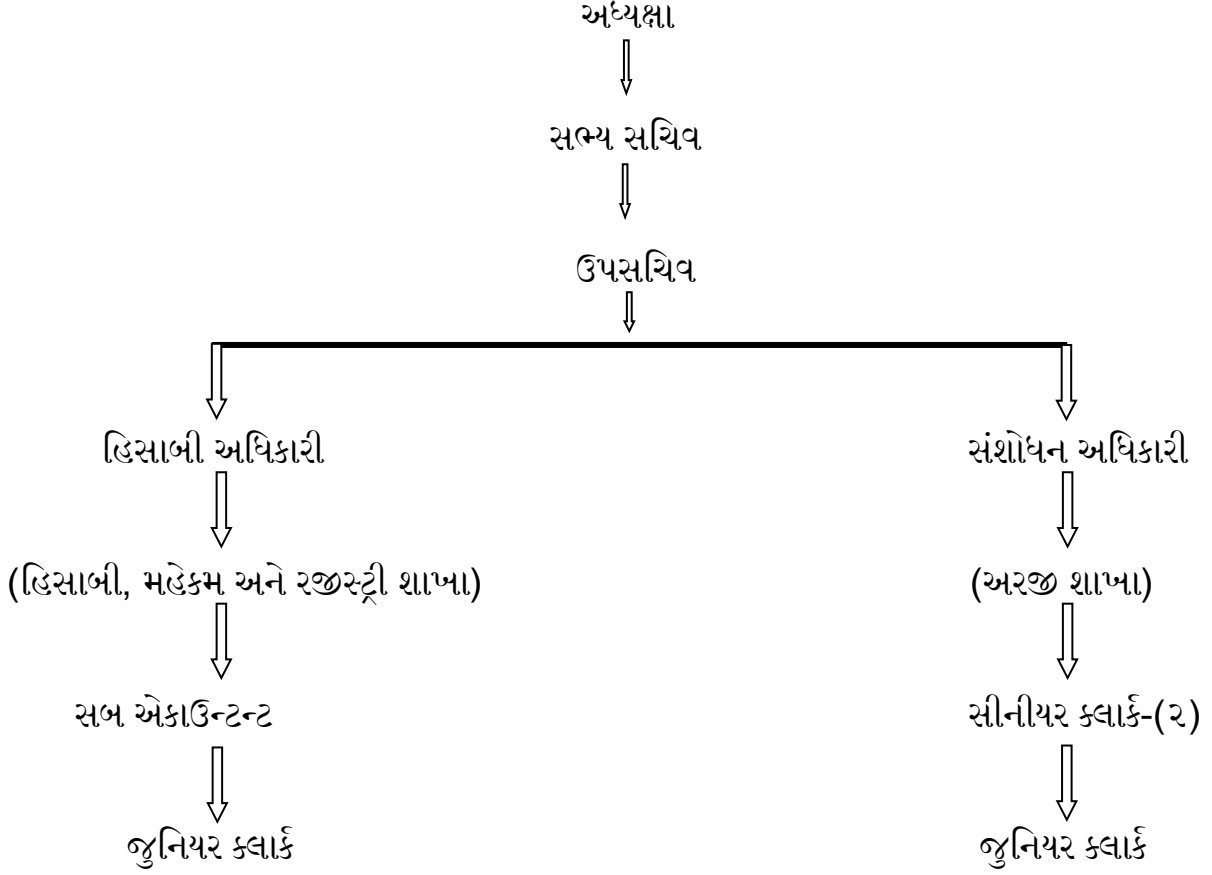 અધ્યક્ષા
સભ્ય સચિવ
ઉપસચિવ
હિસાબી અધિકારી
સંશોધન અધિકારી
(હિસાબી, મહેકમ અને રજીસ્ટ્રી શાખા)
(અરજી શાખા)
સબ એકાઉન્ટન્ટ
સીનીયર ક્લાર્ક-(૨)
જુનિયર ક્લાર્ક
જુનિયર ક્લાર્ક